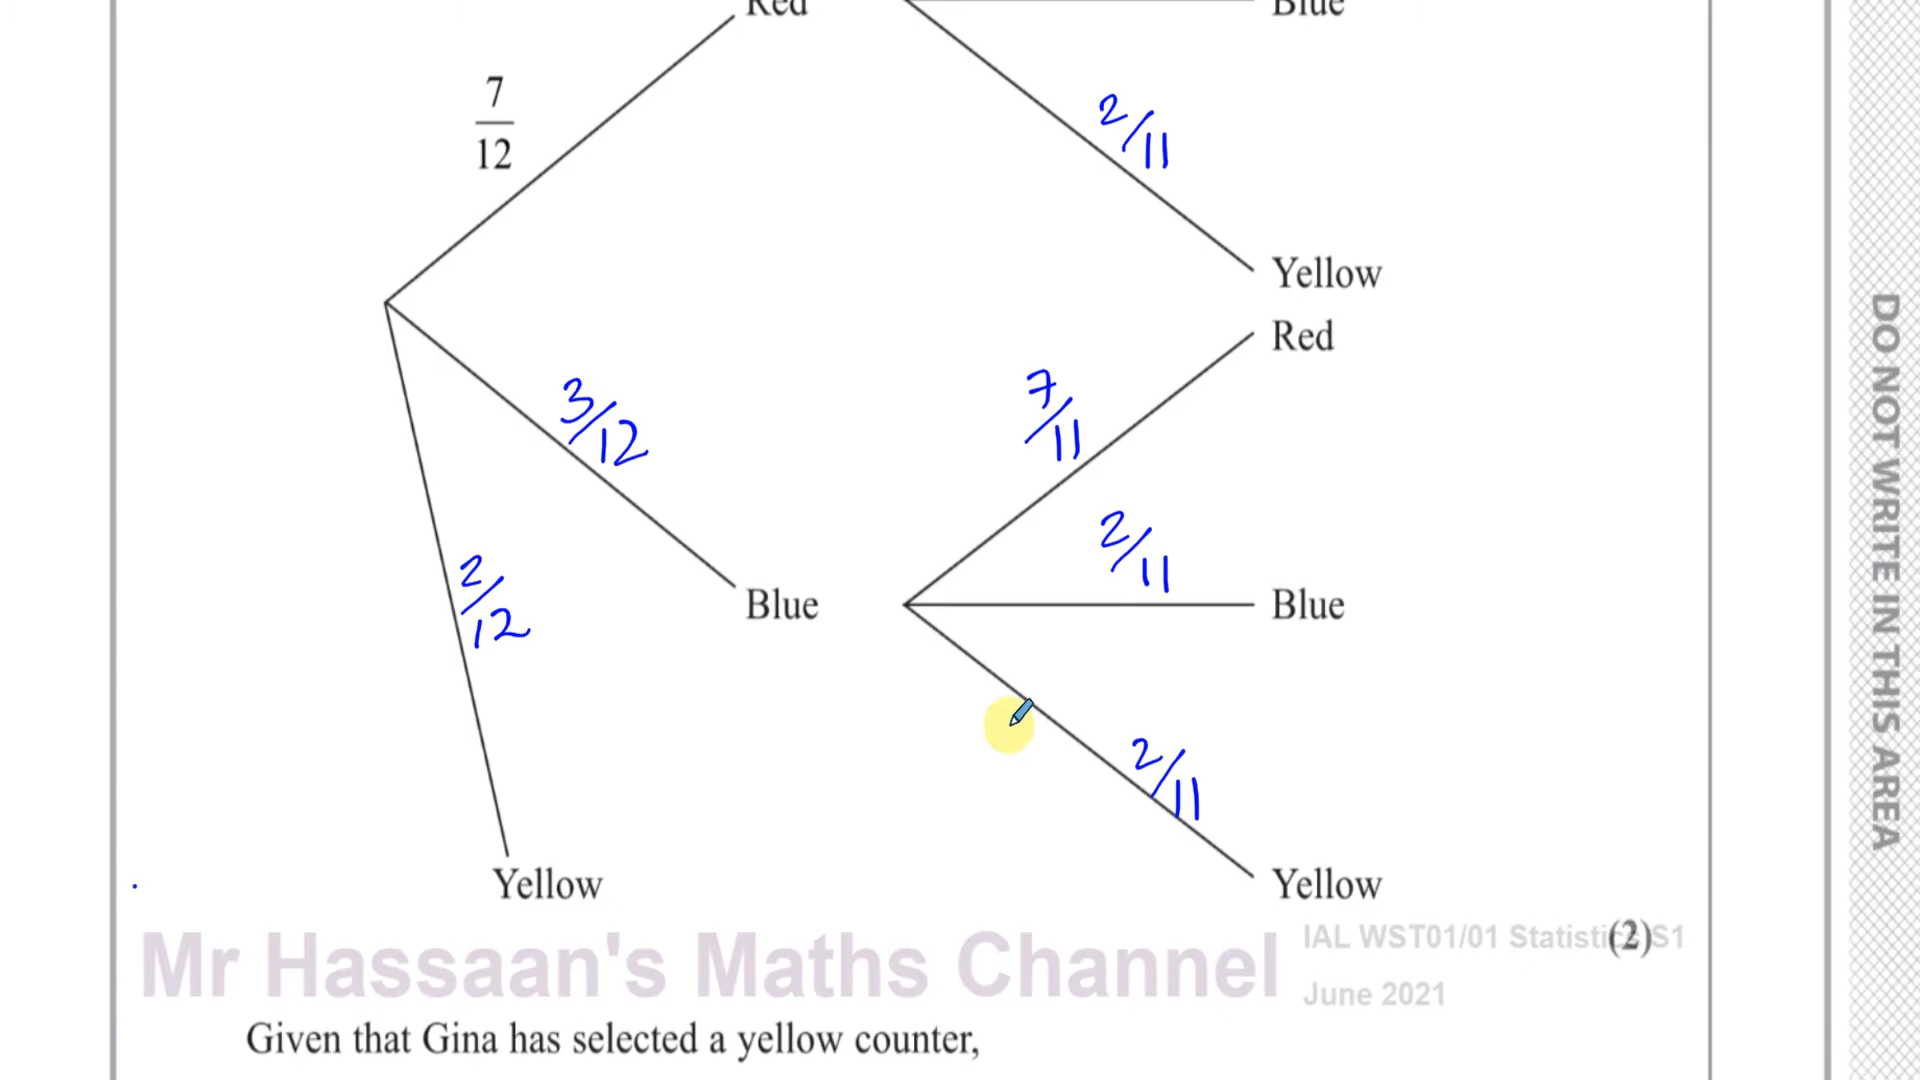 Red
Blue
7
12
2/11
Yellow
Red
7/11
3/12
2/11
Blue
Blue
2/12
2/11
Yellow
Yellow
(2)
Mr Hassaan's Maths Channel
IAL WST01/01 Statistics S1
June 2021
Given that Gina has selected a yellow counter,
DO NOT WRITE IN THIS AREA